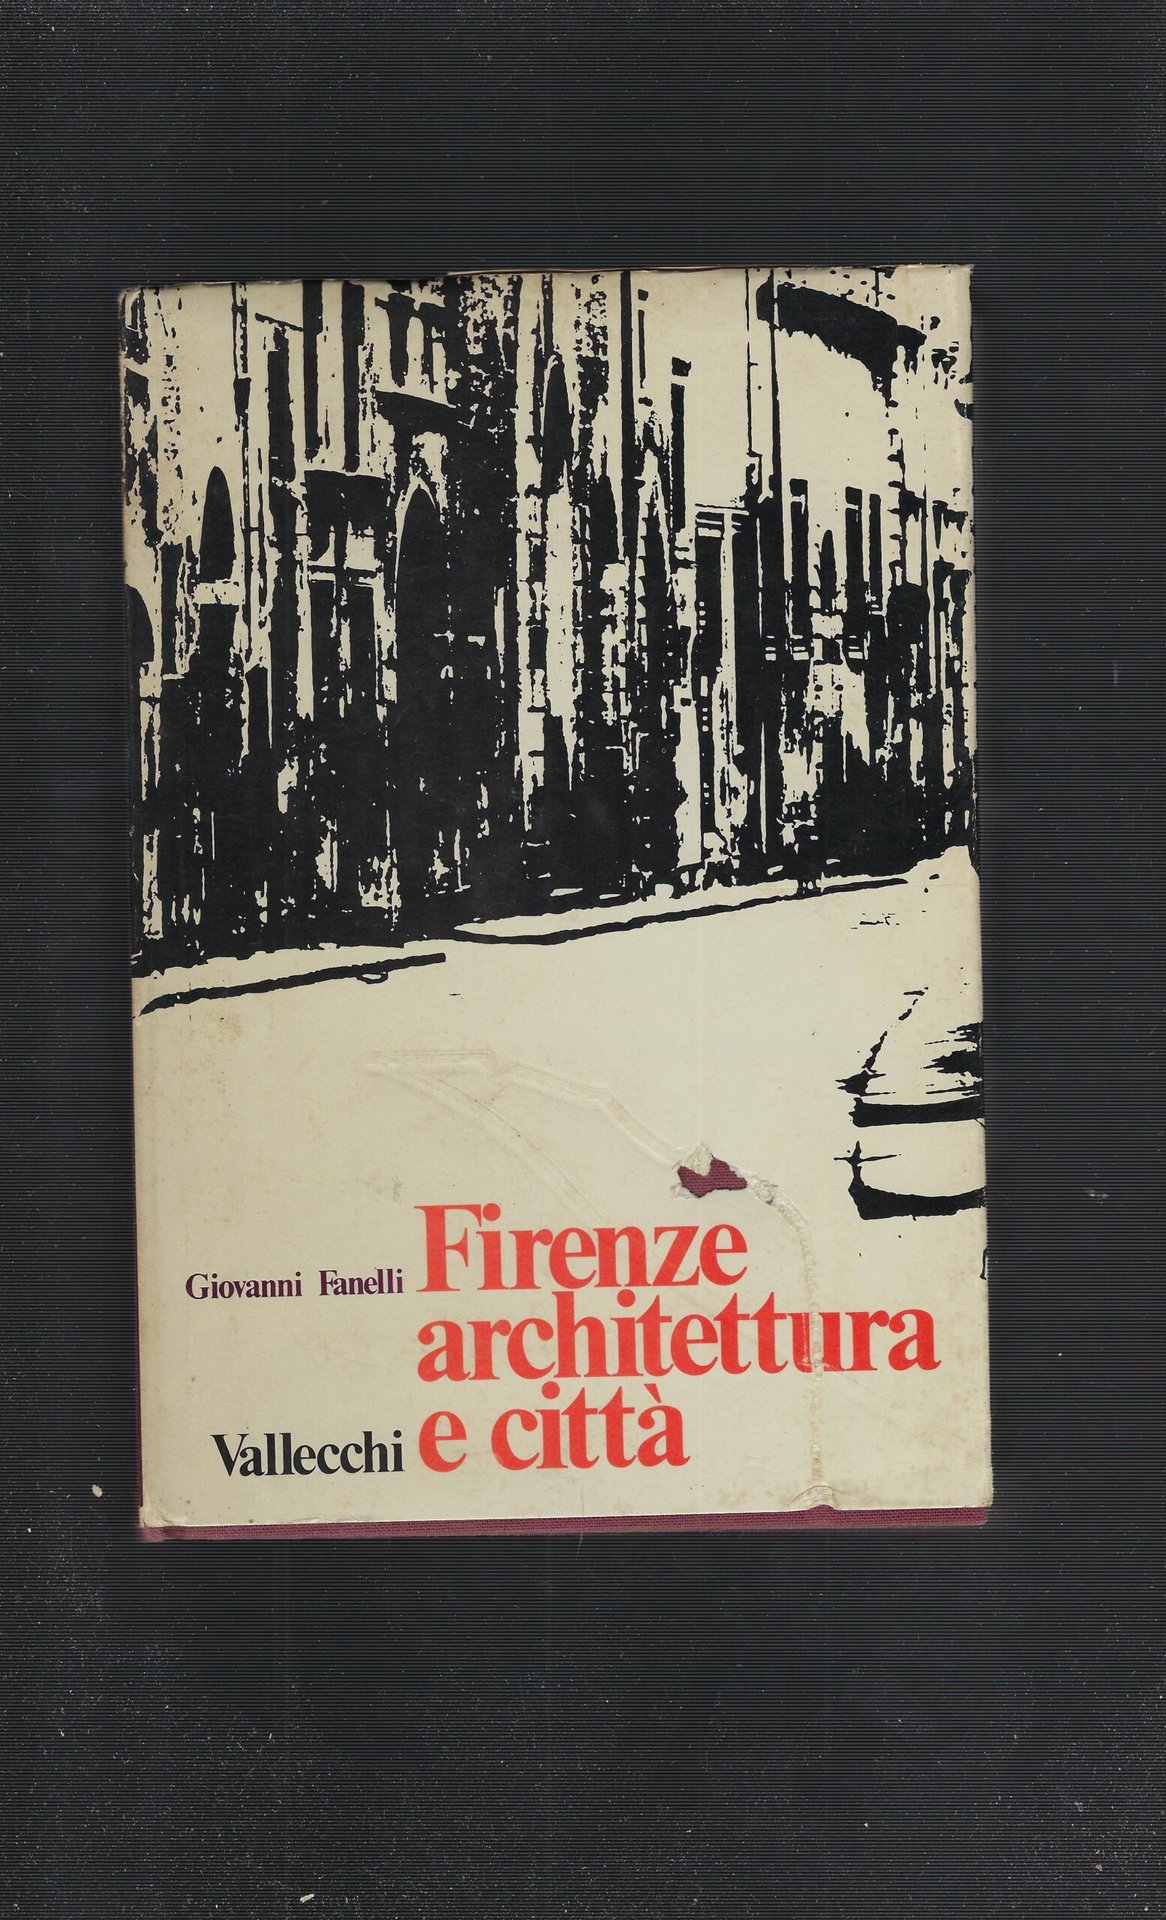 Giovanni Fanelli
Firenze
architettura
e città
Vallecchi